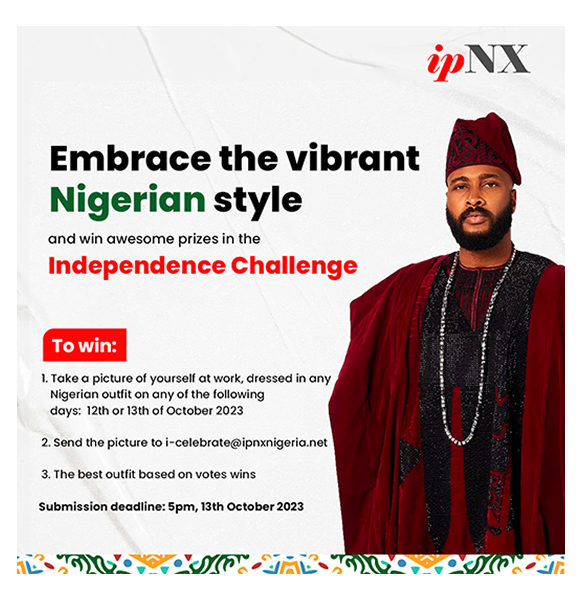 ipNX
Embrace the vibrant
Nigerian style
and win awesome prizes in the
Independence Challenge
To win:
1. Take a picture of yourself at work, dressed in any
Nigerian outfit on any of the following
days: 12th or 13th of October 2023
2. Send the picture to i-celebrate@ipnxnigeria.net
3. The best outfit based on votes wins
Submission deadline: 5pm, 13th October 2023